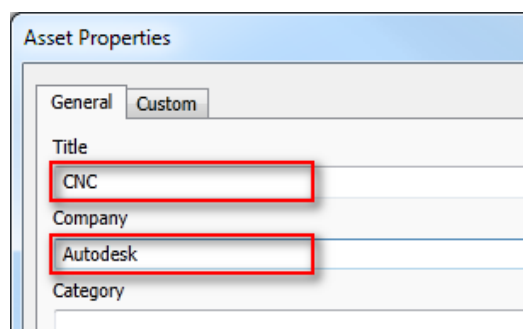 Asset Properties
General Custom
Title
CNC
Company
Autodesk
Category